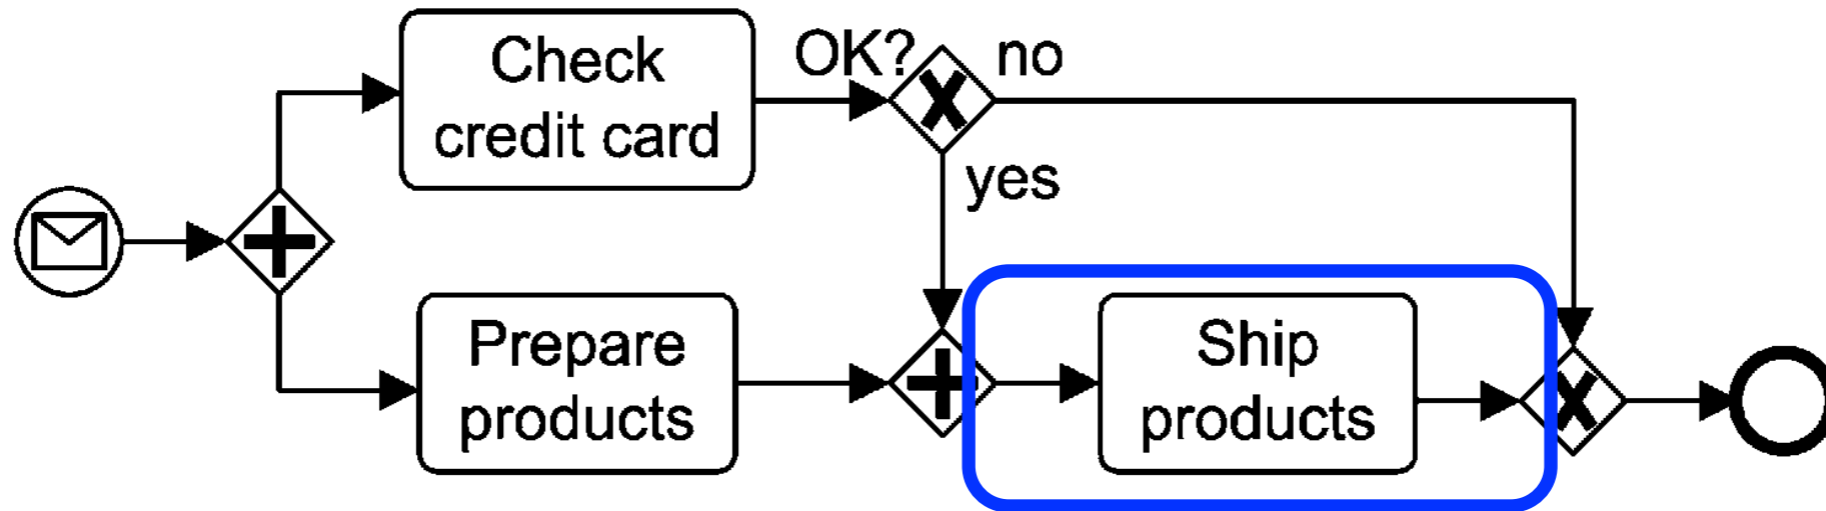 Check
credit card
OK?
no
yes
Prepare
products
Ship
products